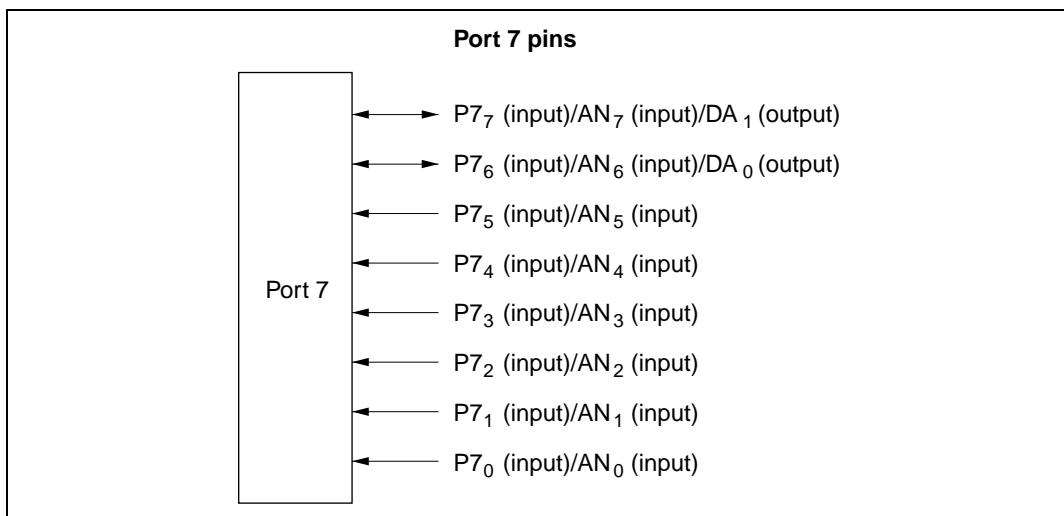 Port 7 pins
P7₇ (input)/AN₇ (input)/DA₁ (output)
P7₆ (input)/AN₆ (input)/DA₀ (output)
P7₅ (input)/AN₅ (input)
P7₄ (input)/AN₄ (input)
Port 7
P7₃ (input)/AN₃ (input)
P7₂ (input)/AN₂ (input)
P7₁ (input)/AN₁ (input)
P7₀ (input)/AN₀ (input)